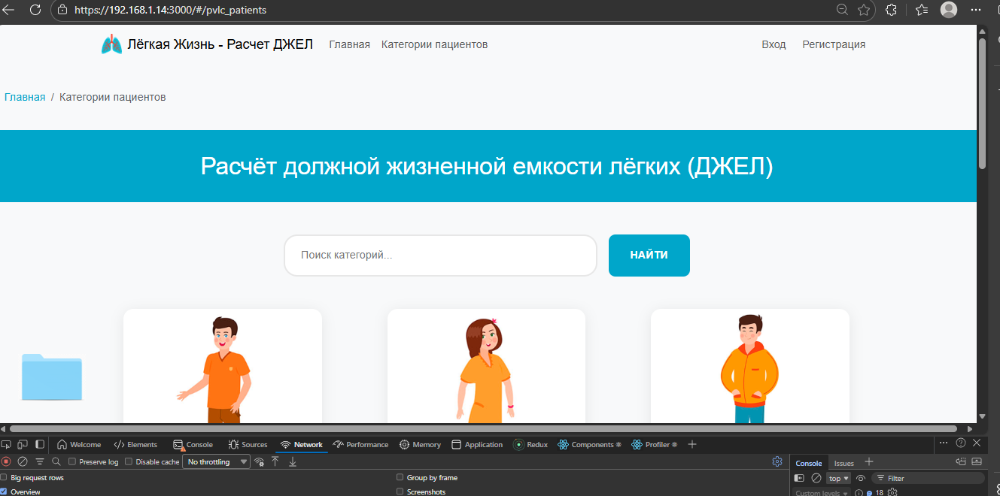 https://192.168.1.14:3000/#/pvlc_patients
Лёгкая Жизнь - Расчет ДЖЕЛ Главная Категории пациентов Вход Регистрация
Главная / Категории пациентов
Расчёт должной жизненной емкости лёгких (ДЖЕЛ)
Поиск категорий... НАЙТИ
Welcome Elements Console Sources Network Performance Memory Application Redux Components Profiler
Preserve log Disable cache No throttling Console Issues
Big request rows Group by frame top Filter
Overview Screenshots Custom levels 18